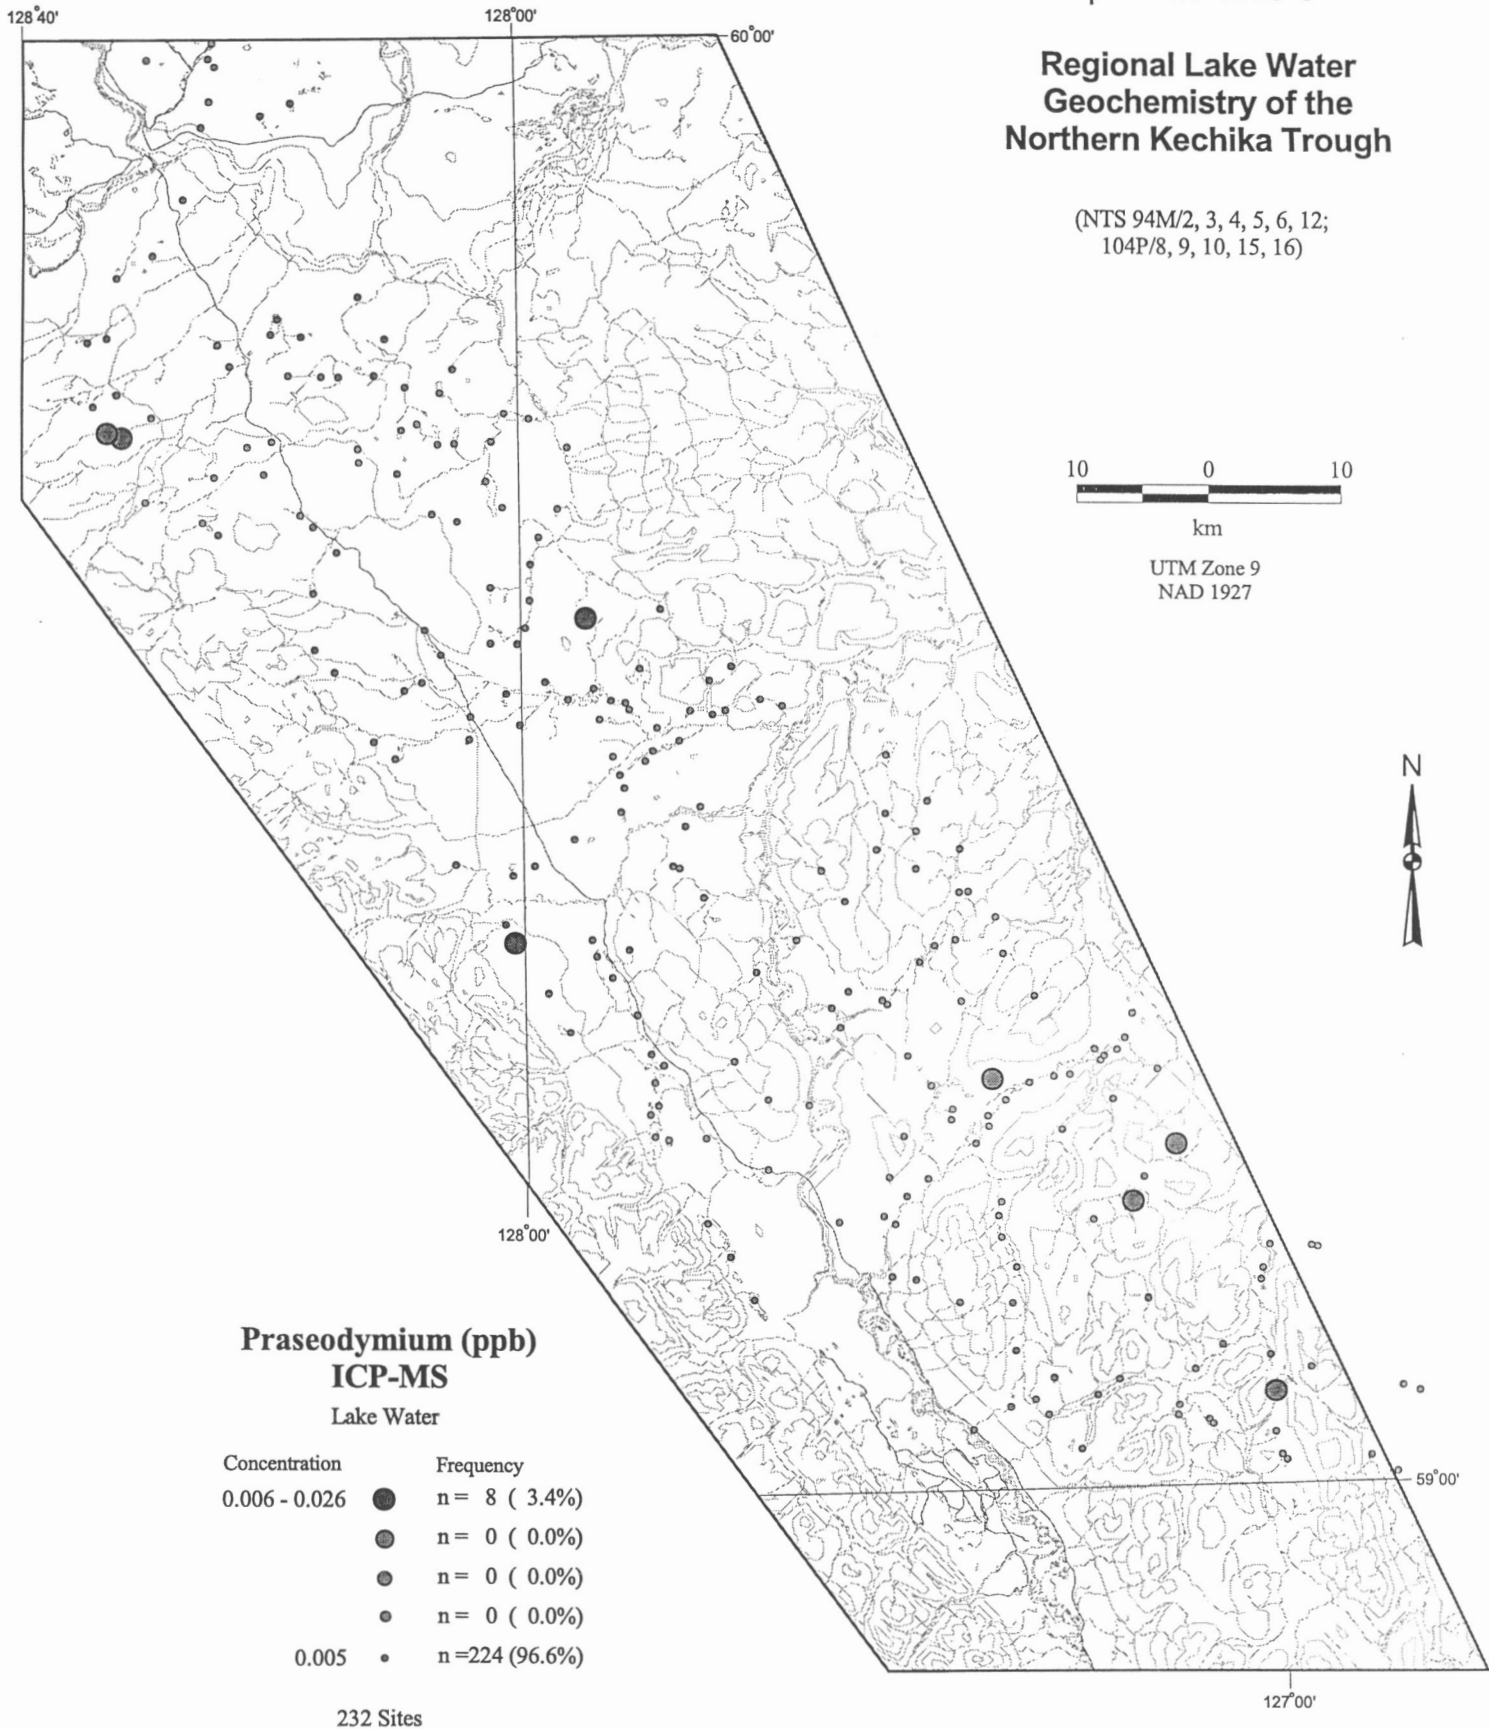 128°40'
128°00'
60°00'
Regional Lake Water
Geochemistry of the
Northern Kechika Trough
(NTS 94M/2, 3, 4, 5, 6, 12;
104P/8, 9, 10, 15, 16)
10 0 10
km
UTM Zone 9
NAD 1927
N
128°00'
Praseodymium (ppb)
ICP-MS
Lake Water
Concentration Frequency
0.006 - 0.026 n = 8 ( 3.4%)
n = 0 ( 0.0%)
n = 0 ( 0.0%)
n = 0 ( 0.0%)
0.005 n =224 (96.6%)
232 Sites
59°00'
127°00'